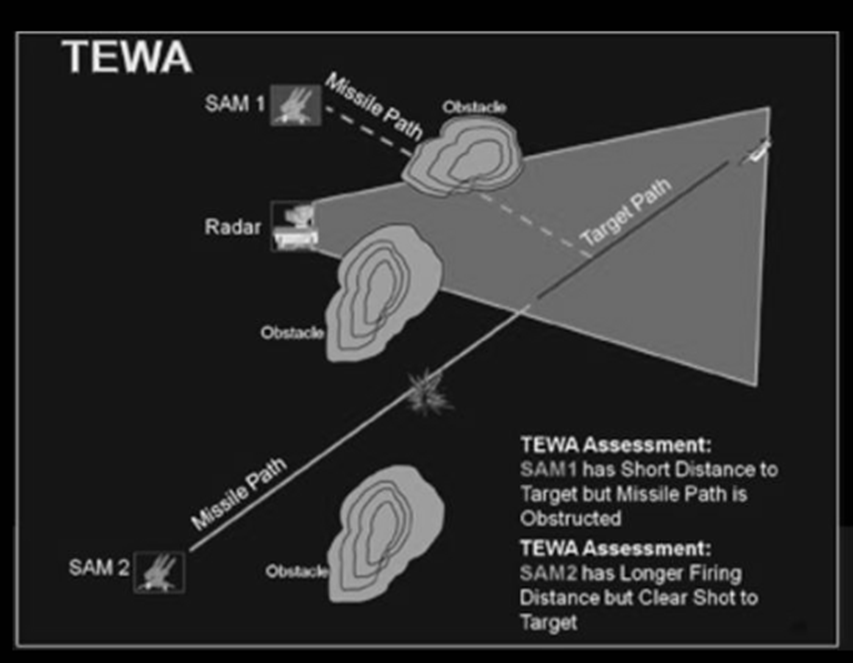 TEWA
SAM 1
Missile Path
Obstacle
Radar
Target Path
Obstacle
Missile Path
SAM 2
Obstacle
TEWA Assessment:
SAM1 has Short Distance to
Target but Missile Path is
Obstructed
TEWA Assessment:
SAM2 has Longer Firing
Distance but Clear Shot to
Target